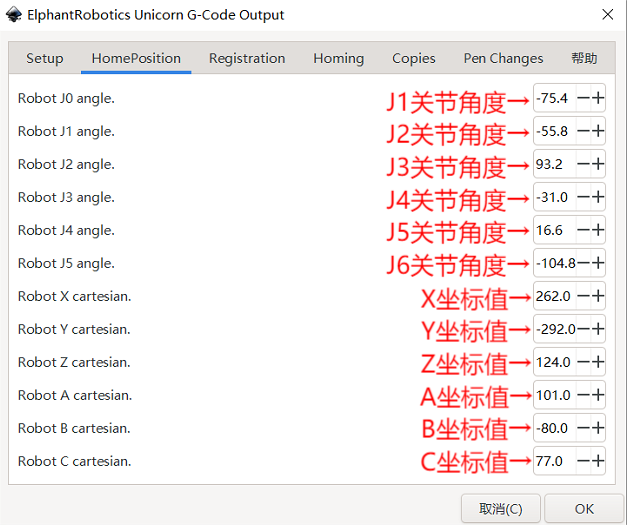 ElphantRobotics Unicorn G-Code Output
Setup HomePosition Registration Homing Copies Pen Changes 帮助
Robot J0 angle. J1关节角度→ -75.4
Robot J1 angle. J2关节角度→ -55.8
Robot J2 angle. J3关节角度→ 93.2
Robot J3 angle. J4关节角度→ -31.0
Robot J4 angle. J5关节角度→ 16.6
Robot J5 angle. J6关节角度→ -104.8
Robot X cartesian. X坐标值→ 262.0
Robot Y cartesian. Y坐标值→ -292.0
Robot Z cartesian. Z坐标值→ 124.0
Robot A cartesian. A坐标值→ 101.0
Robot B cartesian. B坐标值→ -80.0
Robot C cartesian. C坐标值→ 77.0
取消(C) OK